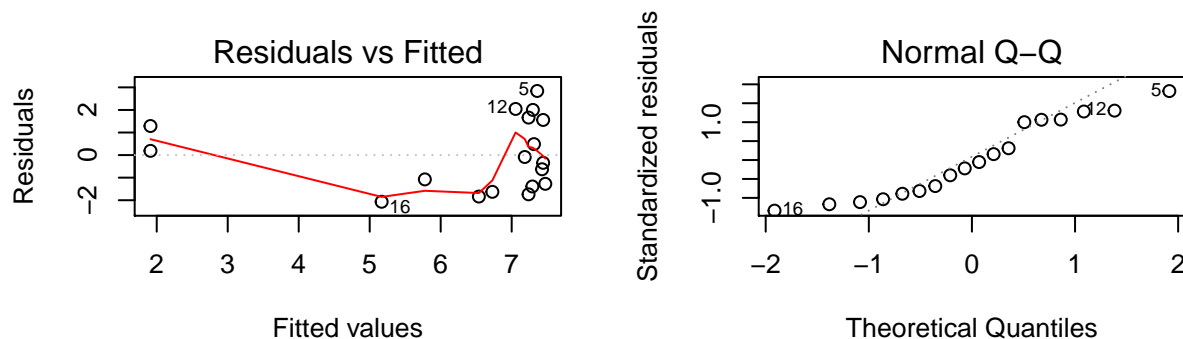 Residuals vs Fitted
Residuals
2
0
−2
5
12
16
2 3 4 5 6 7
Fitted values
Normal Q−Q
Standardized residuals
1.0
−1.0
5
12
16
−2 −1 0 1 2
Theoretical Quantiles